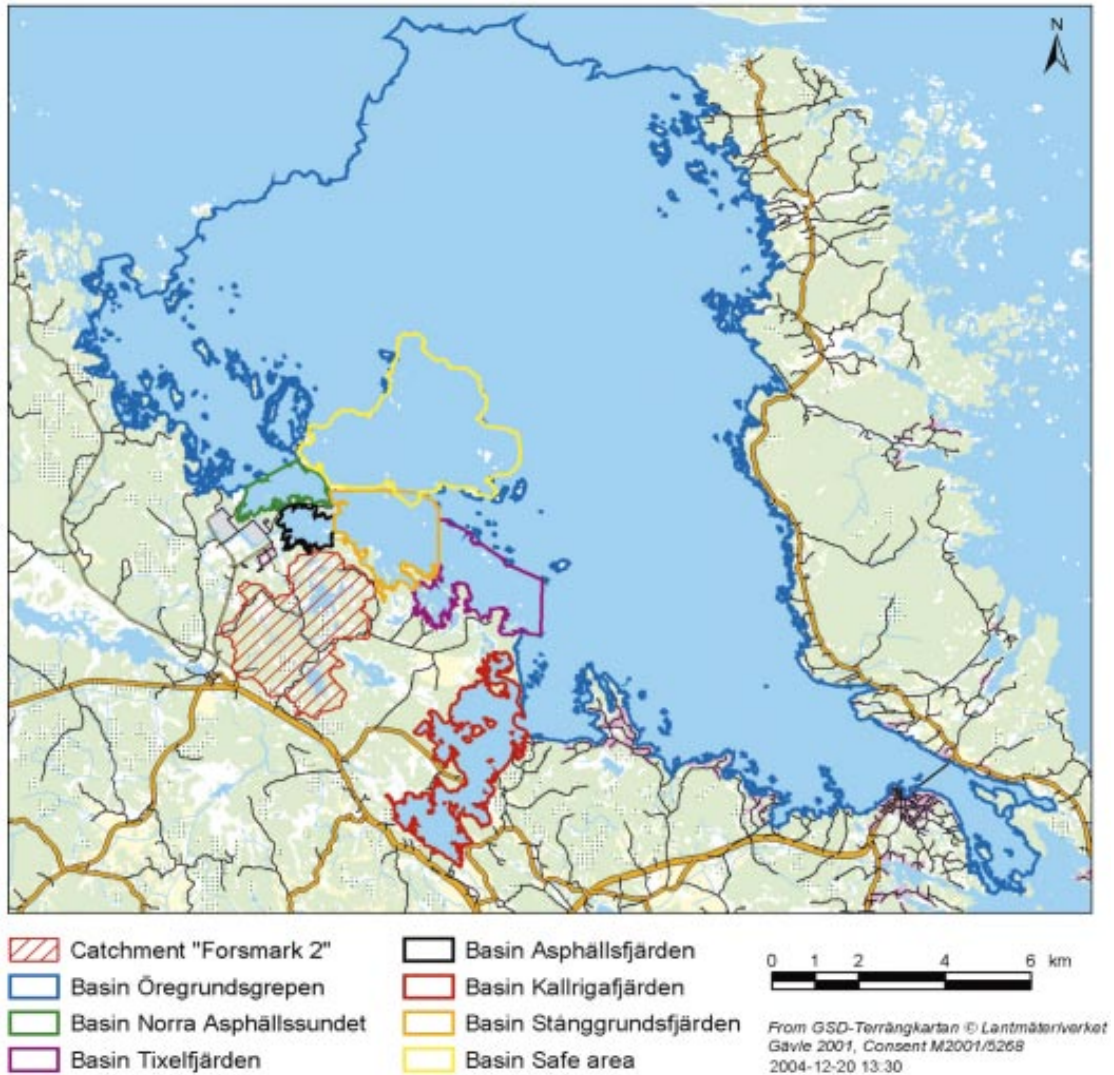 N
Catchment "Forsmark 2"
Basin Öregrundsgrepen
Basin Norra Asphällssundet
Basin Tixelfjärden
Basin Asphällsfjärden
Basin Kallrigafjärden
Basin Stånggrundsfjärden
Basin Safe area
0 1 2 4 6 km
From GSD-Terrängkartan © Lantmäteriverket
Gävle 2001, Consent M2001/5268
2004-12-20 13:30